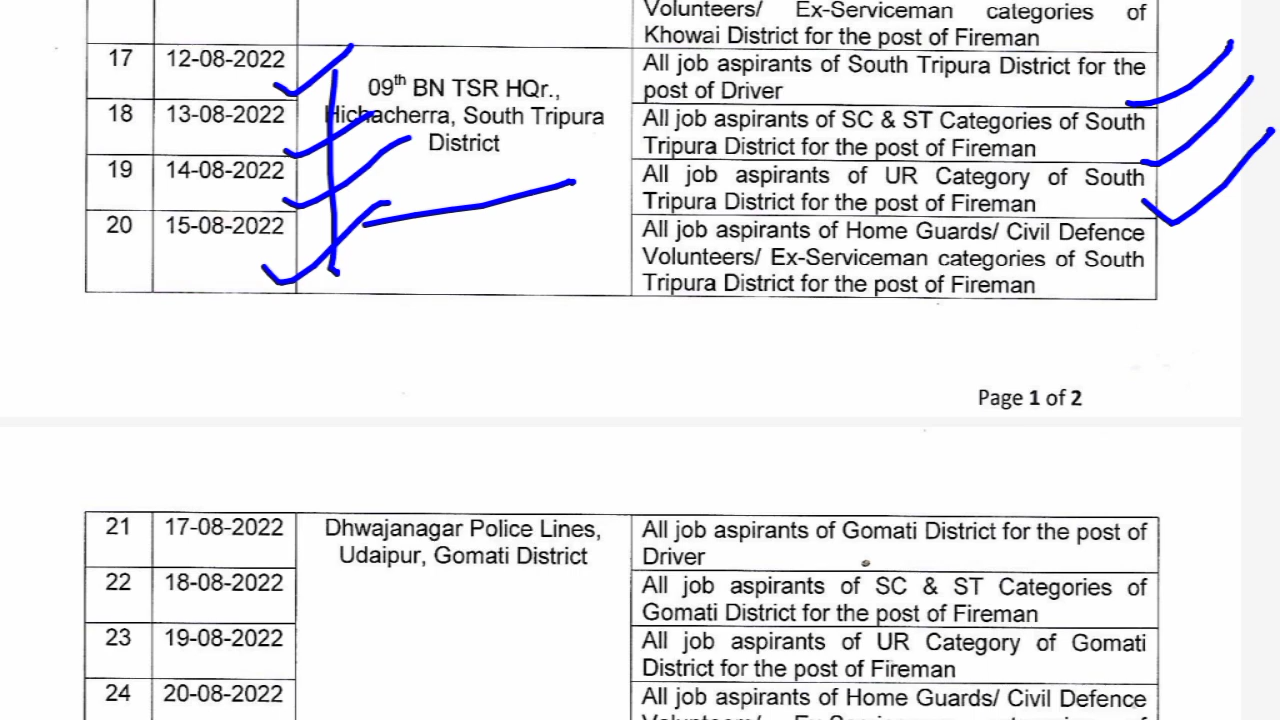 Volunteers/ Ex-Serviceman categories of
Khowai District for the post of Fireman
17 12-08-2022 09th BN TSR HQr.,
Hichacherra, South Tripura
District
All job aspirants of South Tripura District for the
post of Driver
18 13-08-2022 All job aspirants of SC & ST Categories of South
Tripura District for the post of Fireman
19 14-08-2022 All job aspirants of UR Category of South
Tripura District for the post of Fireman
20 15-08-2022 All job aspirants of Home Guards/ Civil Defence
Volunteers/ Ex-Serviceman categories of South
Tripura District for the post of Fireman
Page 1 of 2
21 17-08-2022 Dhwajanagar Police Lines,
Udaipur, Gomati District
All job aspirants of Gomati District for the post of
Driver
22 18-08-2022 All job aspirants of SC & ST Categories of
Gomati District for the post of Fireman
23 19-08-2022 All job aspirants of UR Category of Gomati
District for the post of Fireman
24 20-08-2022 All job aspirants of Home Guards/ Civil Defence
Volunteers/ Ex-Serviceman categories of